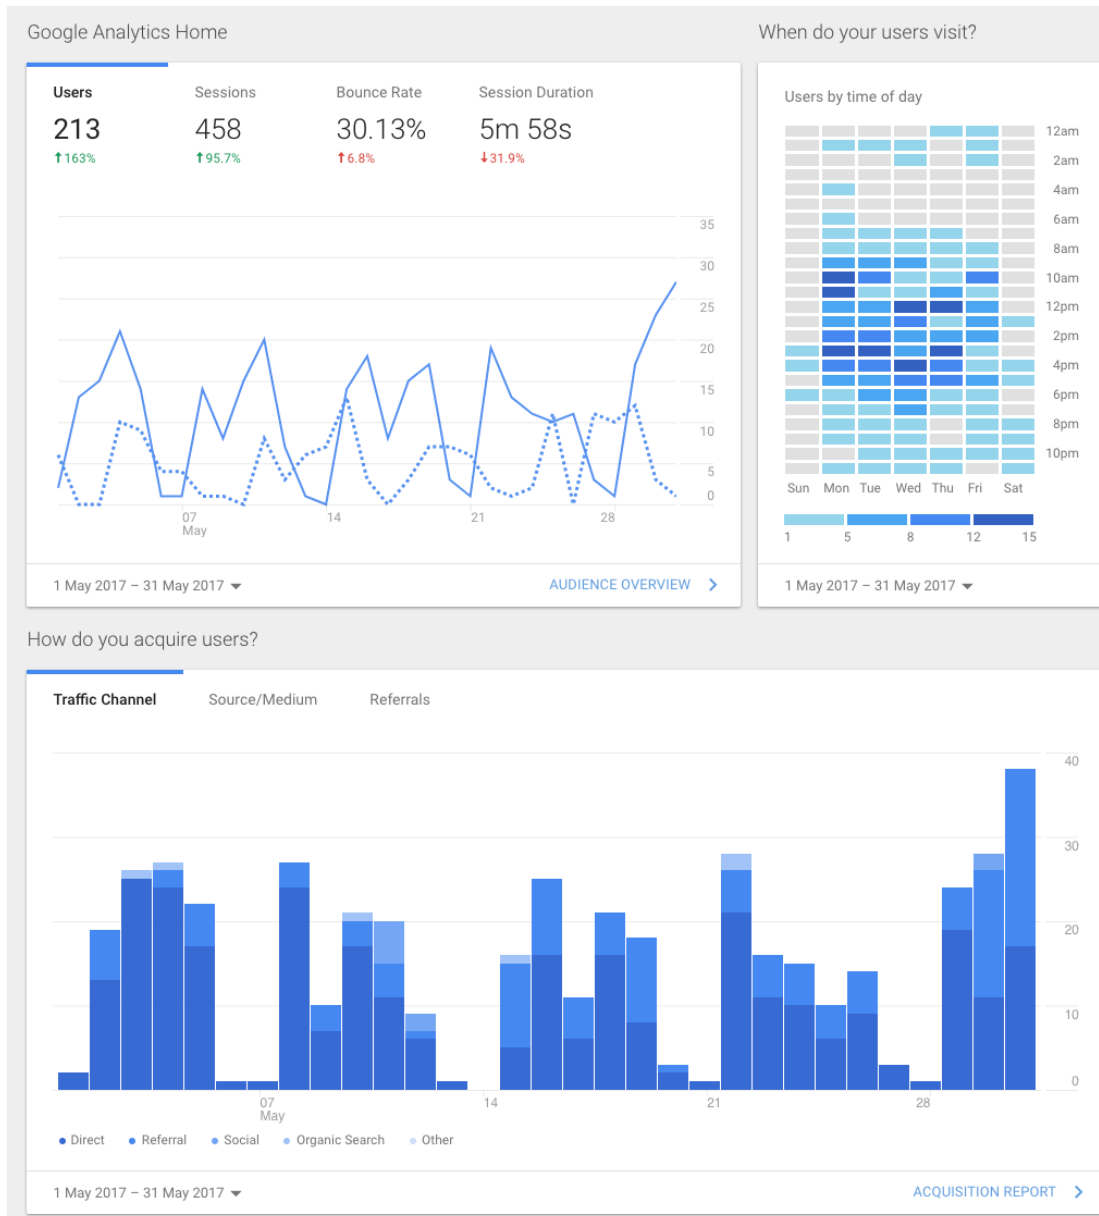 Google Analytics Home
Users Sessions Bounce Rate Session Duration
213 458 30.13% 5m 58s
163% 95.7% 6.8% 31.9%
35
30
25
20
15
10
5
0
07 14 21 28
May
1 May 2017 – 31 May 2017 AUDIENCE OVERVIEW
When do your users visit?
Users by time of day
12am
2am
4am
6am
8am
10am
12pm
2pm
4pm
6pm
8pm
10pm
Sun Mon Tue Wed Thu Fri Sat
1 5 8 12 15
1 May 2017 – 31 May 2017
How do you acquire users?
Traffic Channel Source/Medium Referrals
40
30
20
10
0
07 14 21 28
May
Direct Referral Social Organic Search Other
1 May 2017 – 31 May 2017 ACQUISITION REPORT